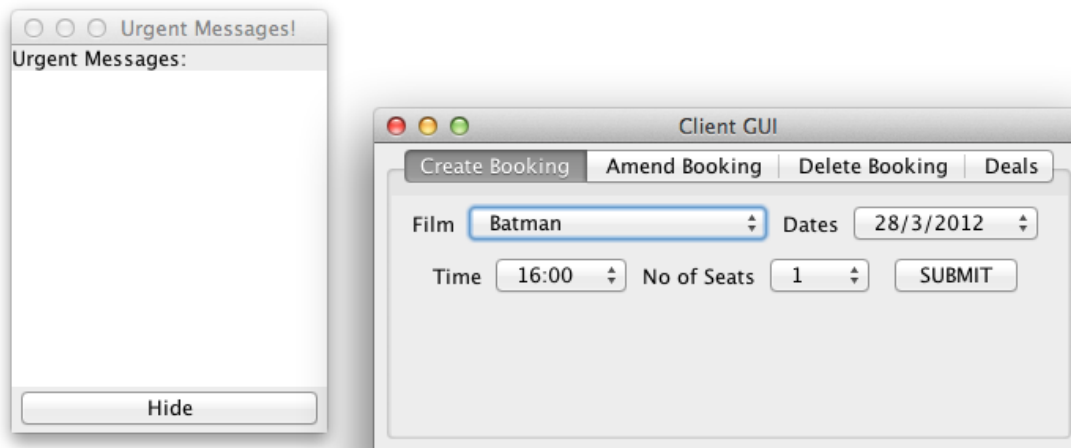 Urgent Messages!
Urgent Messages:
Hide
Client GUI
Create Booking Amend Booking Delete Booking Deals
Film Batman Dates 28/3/2012
Time 16:00 No of Seats 1 SUBMIT